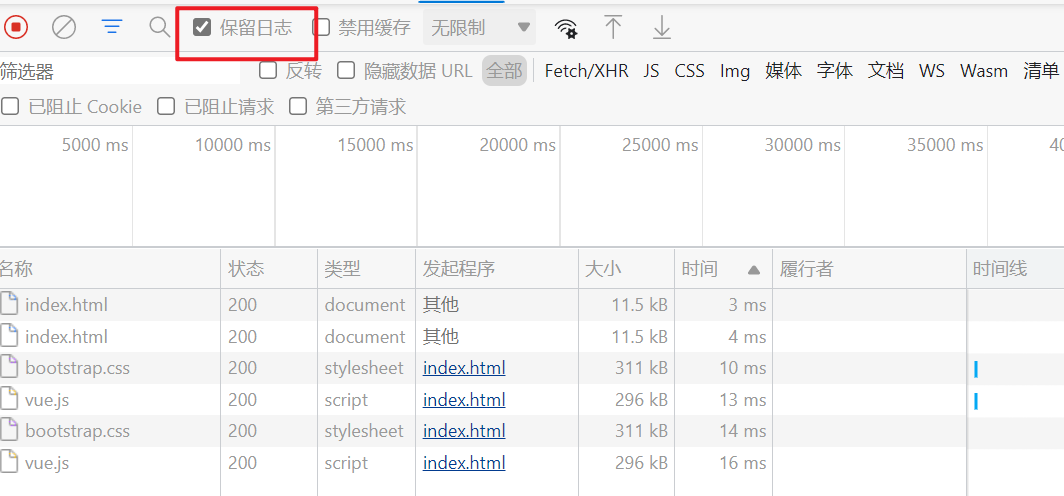 保留日志 禁用缓存 无限制
筛选器 反转 隐藏数据 URL 全部 Fetch/XHR JS CSS Img 媒体 字体 文档 WS Wasm 清单
已阻止 Cookie 已阻止请求 第三方请求
5000 ms 10000 ms 15000 ms 20000 ms 25000 ms 30000 ms 35000 ms 40
名称 状态 类型 发起程序 大小 时间 履行者 时间线
index.html 200 document 其他 11.5 kB 3 ms
index.html 200 document 其他 11.5 kB 4 ms
bootstrap.css 200 stylesheet index.html 311 kB 10 ms
vue.js 200 script index.html 296 kB 13 ms
bootstrap.css 200 stylesheet index.html 311 kB 14 ms
vue.js 200 script index.html 296 kB 16 ms